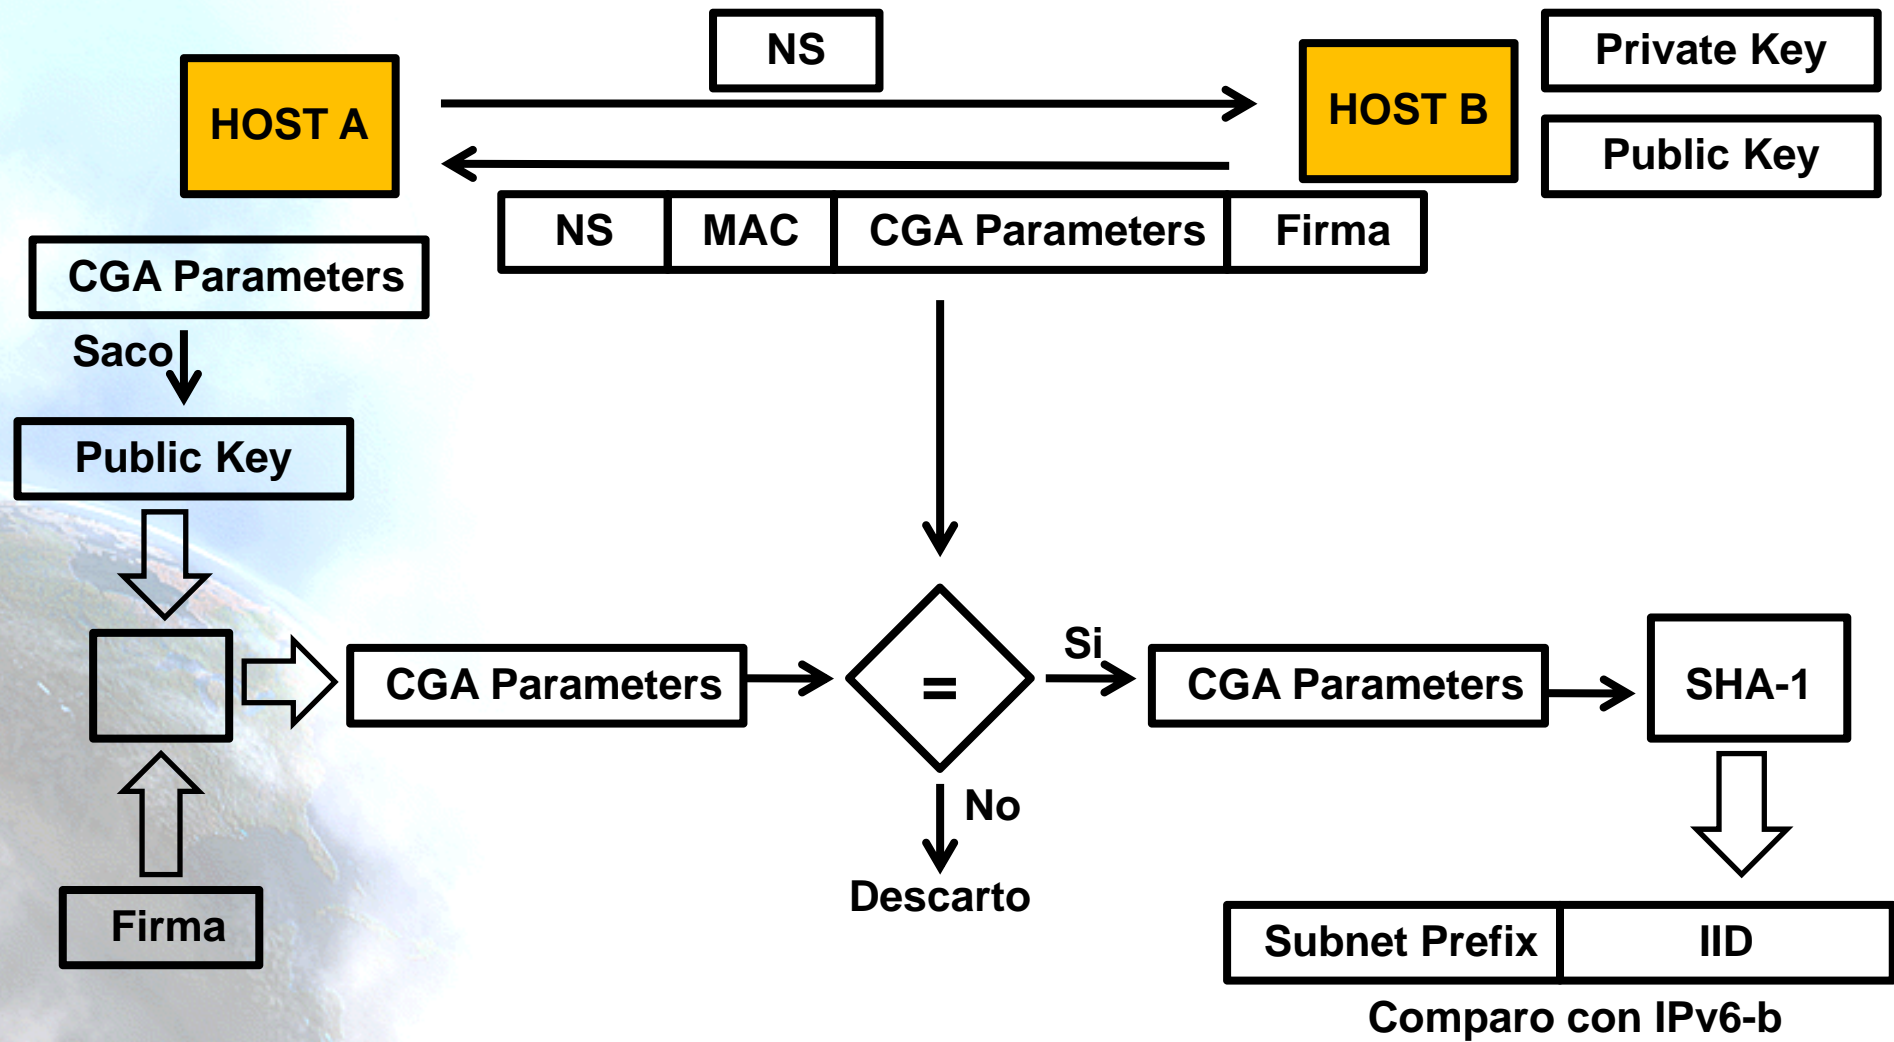 NS
Private Key
HOST A
HOST B
Public Key
NS MAC CGA Parameters Firma
CGA Parameters
Saco
Public Key
Si
CGA Parameters
=
CGA Parameters
SHA-1
No
Descarto
Firma
Subnet Prefix IID
Comparo con IPv6-b